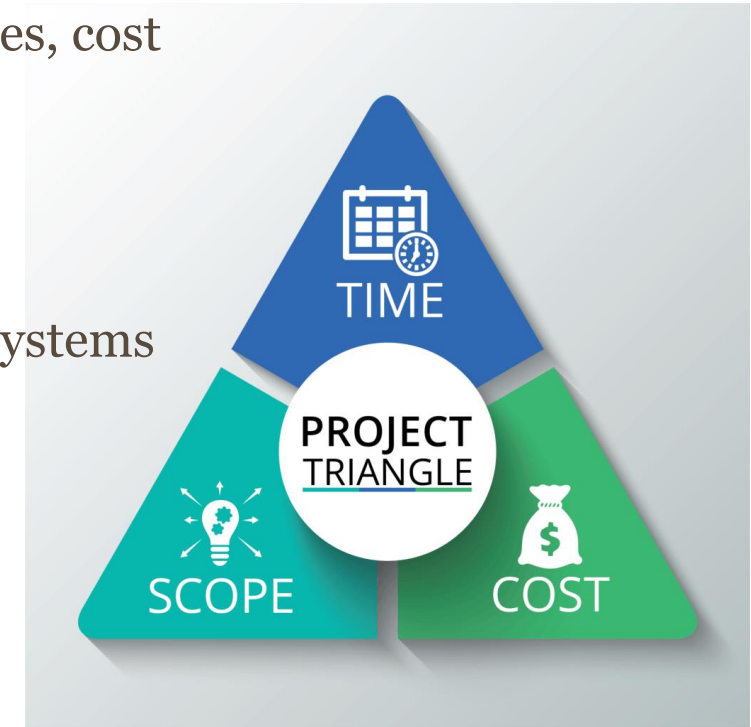 es, cost
TIME
ystems
PROJECT
TRIANGLE
$
SCOPE
COST